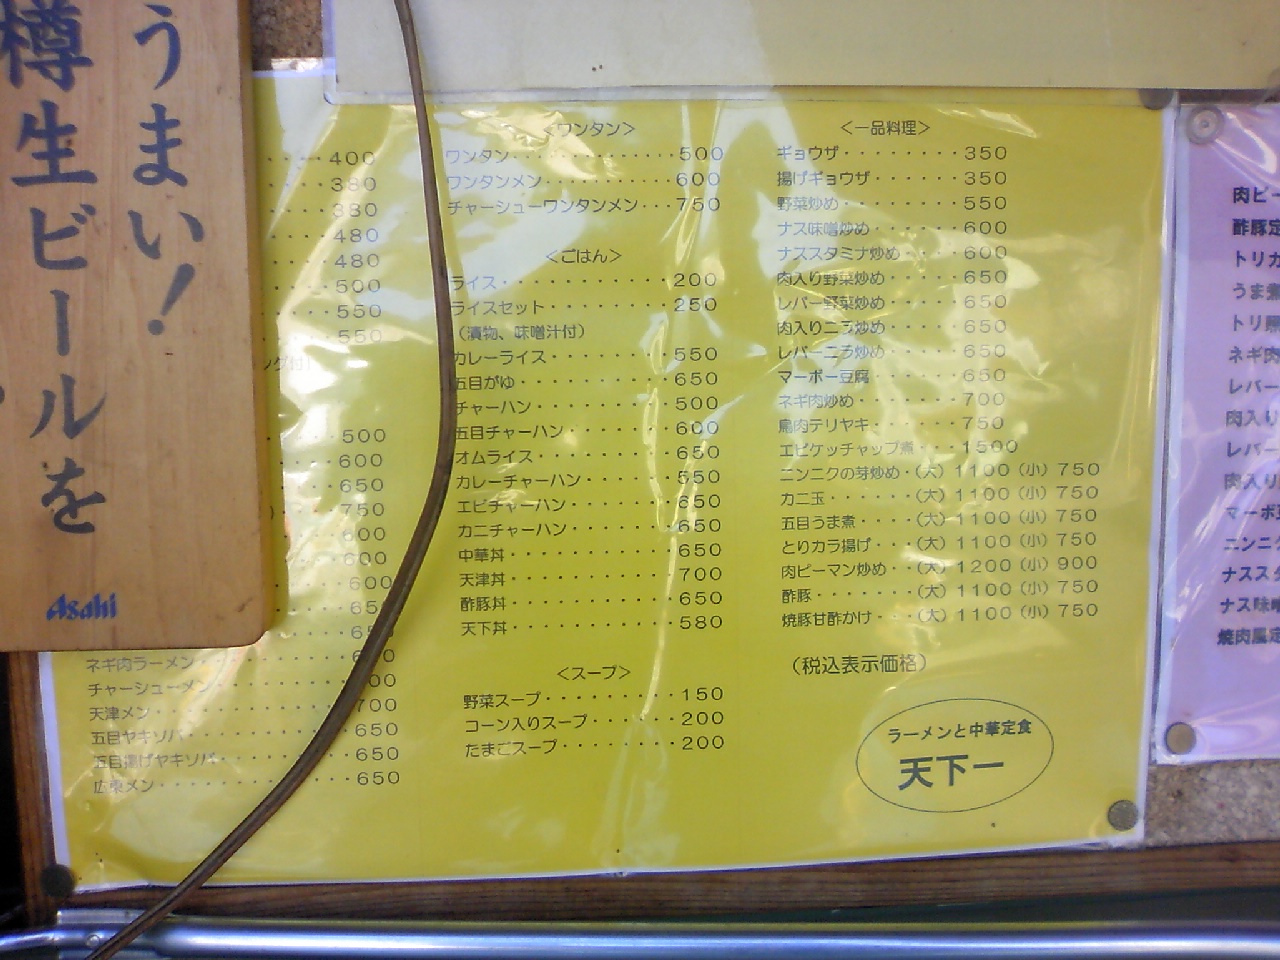 うまい!
樽生ビールを
Asahi
400
380
380
480
480
500
550
550
500
600
650
750
600
600
600
ネギ肉ラーメン
チャーシューメン
天津メン 700
五目ヤキソバ 650
五目揚げヤキソバ 650
広東メン 650
<ワンタン>
ワンタン 500
ワンタンメン 600
チャーシューワンタンメン 750
<ごはん>
ライス 200
ライスセット 250
(漬物、味噌汁付)
カレーライス 550
五目がゆ 650
チャーハン 500
五目チャーハン 600
オムライス 650
カレーチャーハン 550
エビチャーハン 650
カニチャーハン 650
中華丼 650
天津丼 700
酢豚丼 650
天下丼 580
<スープ>
野菜スープ 150
コーン入りスープ 200
たまごスープ 200
<一品料理>
ギョウザ 350
揚げギョウザ 350
野菜炒め 550
ナス味噌炒め 600
ナススタミナ炒め 600
肉入り野菜炒め 650
レバー野菜炒め 650
肉入りニラ炒め 650
レバーニラ炒め 650
マーボー豆腐 650
ネギ肉炒め 700
鳥肉テリヤキ 750
エビケッチャップ煮 1500
ニンニクの芽炒め (大) 1100 (小) 750
カニ玉 (大) 1100 (小) 750
五目うま煮 (大) 1100 (小) 750
とりカラ揚げ (大) 1100 (小) 750
肉ピーマン炒め (大) 1200 (小) 900
酢豚 (大) 1100 (小) 750
焼豚甘酢かけ (大) 1100 (小) 750
(税込表示価格)
ラーメンと中華定食
天下一
肉ピー
酢豚定
トリカ
うま煮
トリ
ネギ肉
レバー
肉入り
レバー
肉入り
マーボ
ニンニク
ナススタ
ナス味噌
焼肉風定